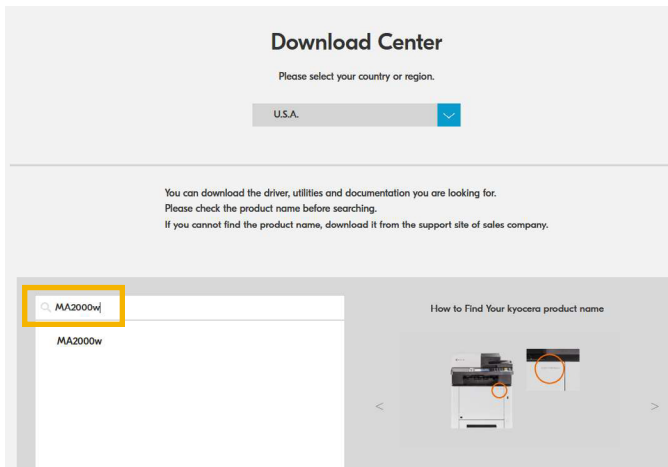 Download Center
Please select your country or region.
U.S.A.
You can download the driver, utilities and documentation you are looking for.
Please check the product name before searching.
If you cannot find the product name, download it from the support site of sales company.
MA2000w
MA2000w
How to Find Your kyocera product name